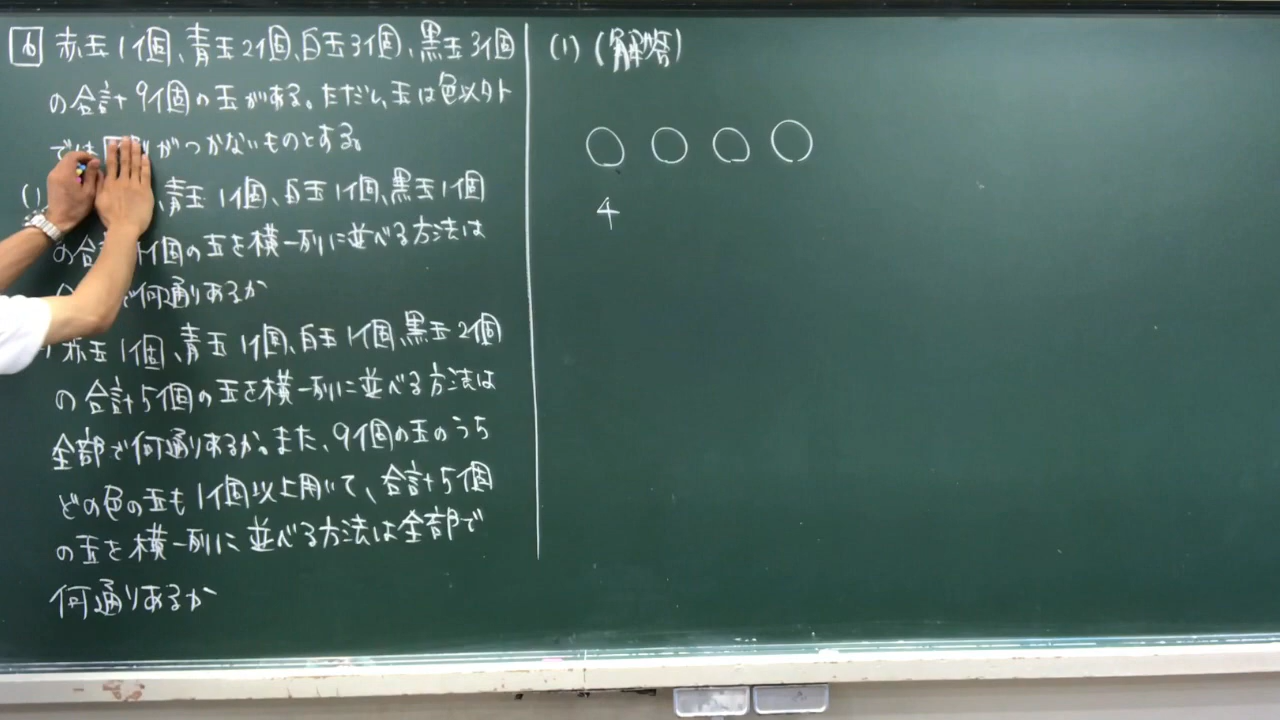 6 赤玉1個、青玉2個、白玉3個、黒玉3個
の合計9個の玉がある。ただし、玉は色以外
では がつかないものとする。
(1 、青玉1個、白玉1個、黒玉1個
の合 4個の玉を横一列に並べる方法は
で何通りあるか
赤玉1個、青玉1個、白玉1個、黒玉2個
の合計5個の玉を横一列に並べる方法は
全部で何通りあるか。また、9個の玉のうち
どの色の玉も1個以上用いて、合計5個
の玉を横一列に並べる方法は全部で
何通りあるか
(1) (解答)
4